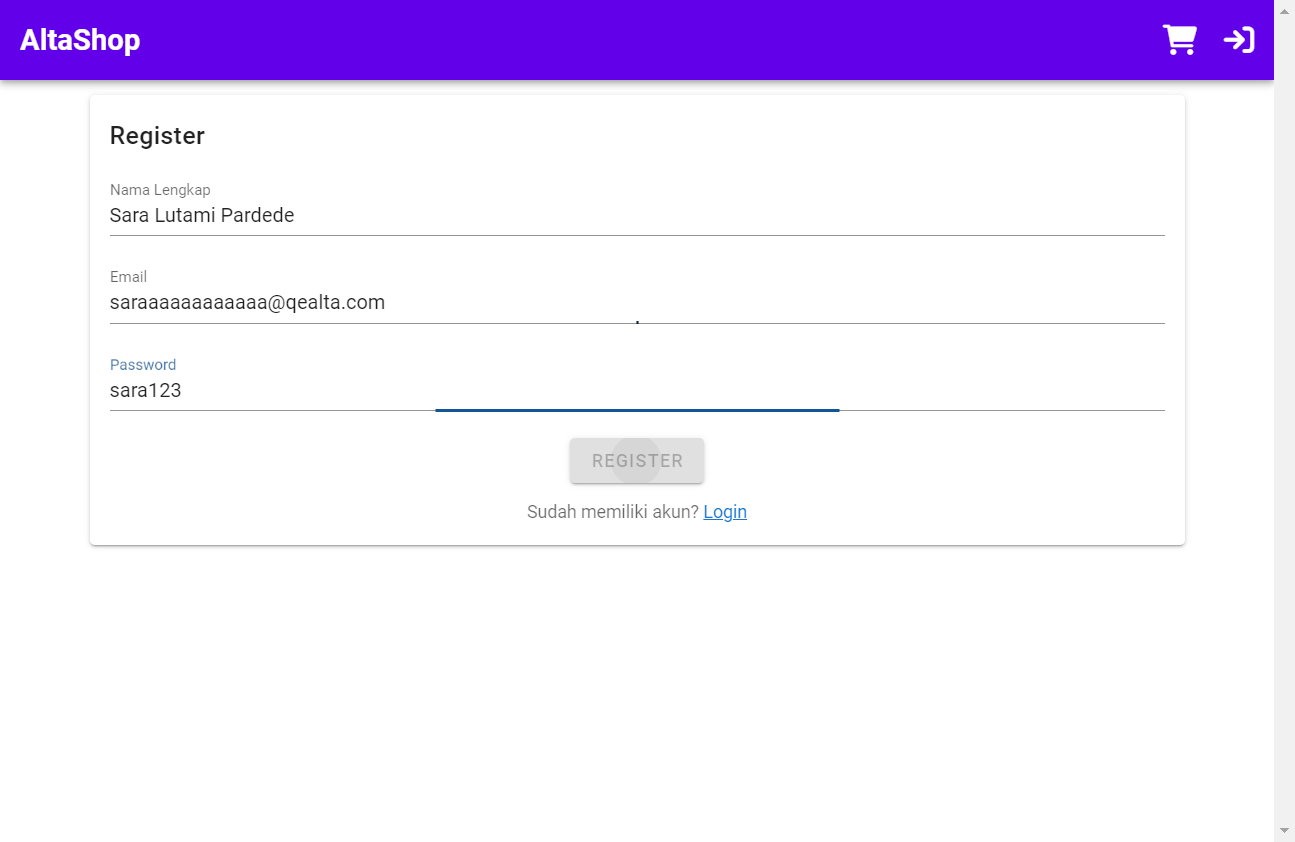 AltaShop
Register
Nama Lengkap
Sara Lutami Pardede
Email
saraaaaaaaaaaaa@qealta.com
Password
sara123
REGISTER
Sudah memiliki akun? Login